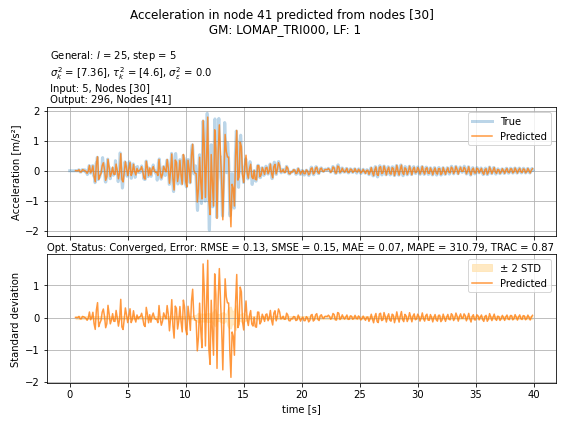 Acceleration in node 41 predicted from nodes [30]
GM: LOMAP_TRI000, LF: 1
General: l = 25, step = 5
σ²ₖ = [7.36], τ²ₖ = [4.6], σ²ε = 0.0
Input: 5, Nodes [30]
Output: 296, Nodes [41]
Acceleration [m/s²]
2
1
0
−1
−2
True
Predicted
Opt. Status: Converged, Error: RMSE = 0.13, SMSE = 0.15, MAE = 0.07, MAPE = 310.79, TRAC = 0.87
Standard deviation
1
0
−1
−2
± 2 STD
Predicted
0 5 10 15 20 25 30 35 40
time [s]